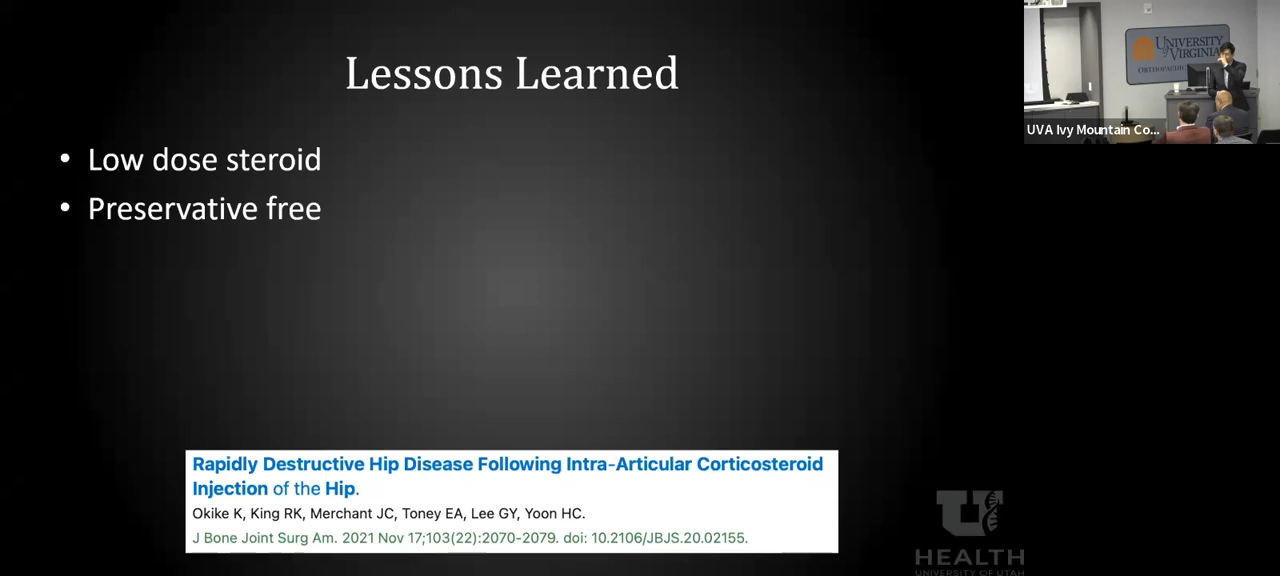 Lessons Learned
• Low dose steroid
• Preservative free
Rapidly Destructive Hip Disease Following Intra-Articular Corticosteroid
Injection of the Hip.
Okike K, King RK, Merchant JC, Toney EA, Lee GY, Yoon HC.
J Bone Joint Surg Am. 2021 Nov 17;103(22):2070-2079. doi: 10.2106/JBJS.20.02155.
U
HEALTH
UNIVERSITY OF UTAH
UNIVERSITY
of VIRGINIA
UVA Ivy Mountain Co...